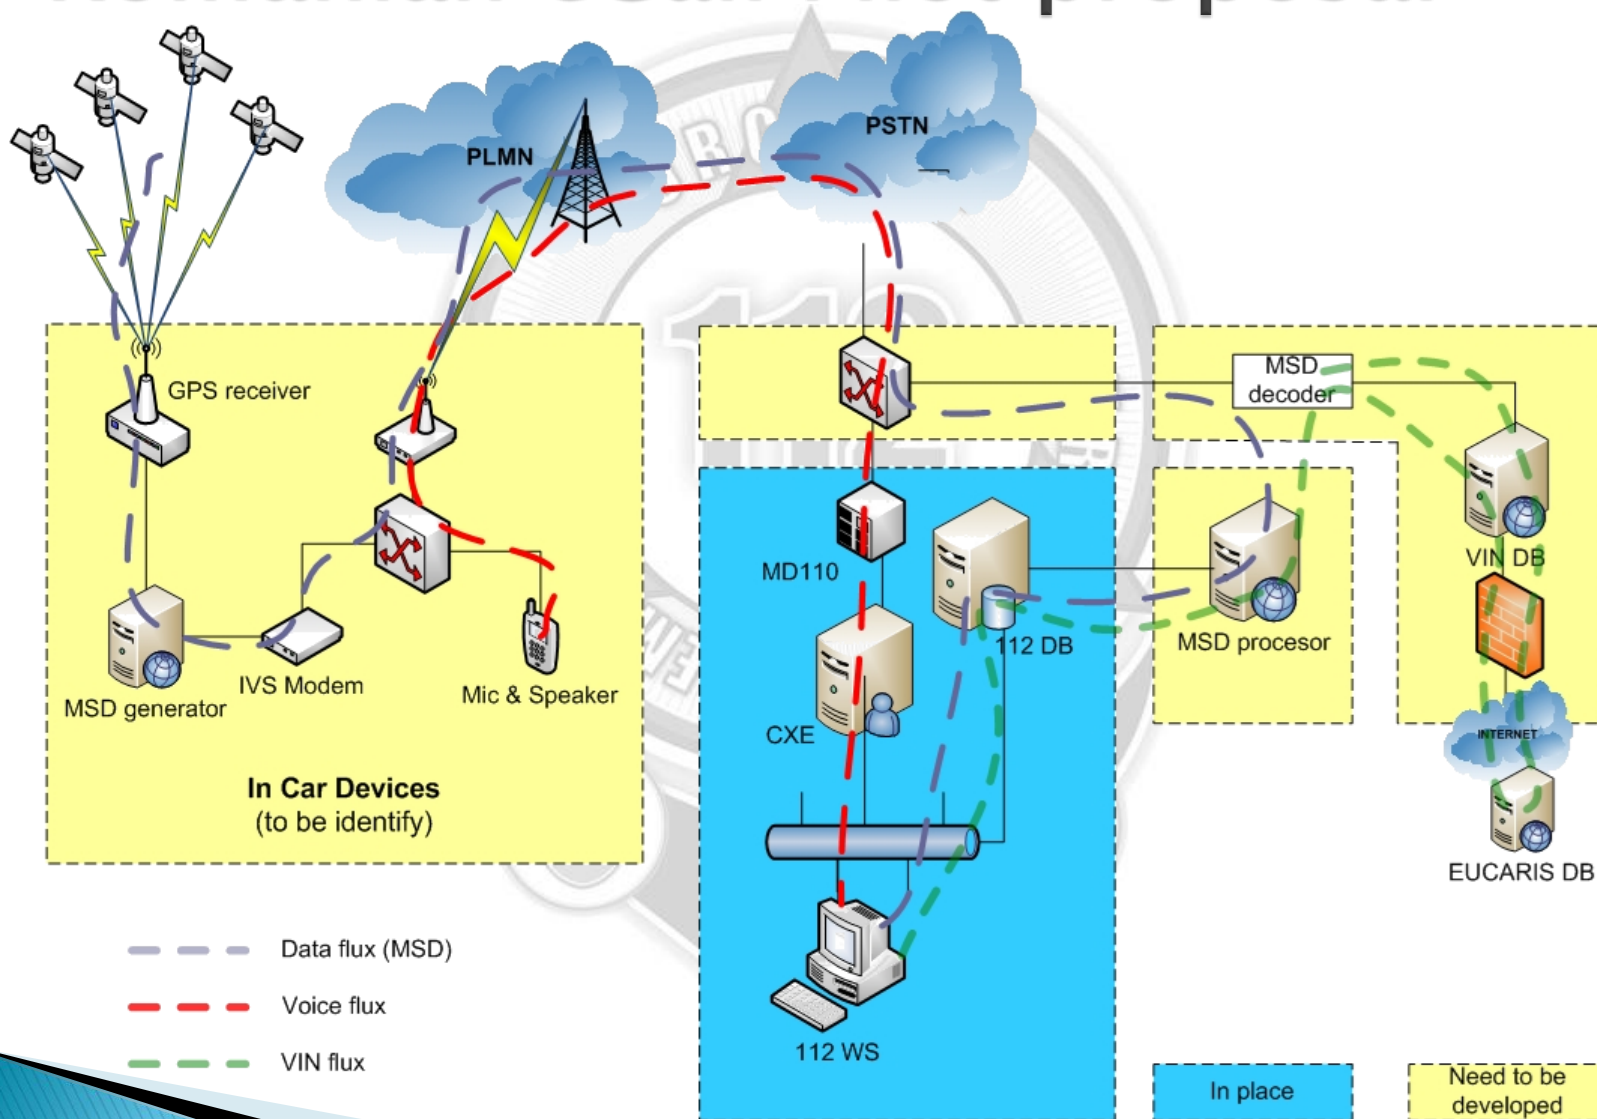 proposal
PLMN
PSTN
GPS receiver
MSD generator
IVS Modem
Mic & Speaker
In Car Devices
(to be identify)
MSD
decoder
MD110
112 DB
CXE
112 WS
MSD procesor
VIN DB
INTERNET
EUCARIS DB
Data flux (MSD)
Voice flux
VIN flux
In place
Need to be
developed